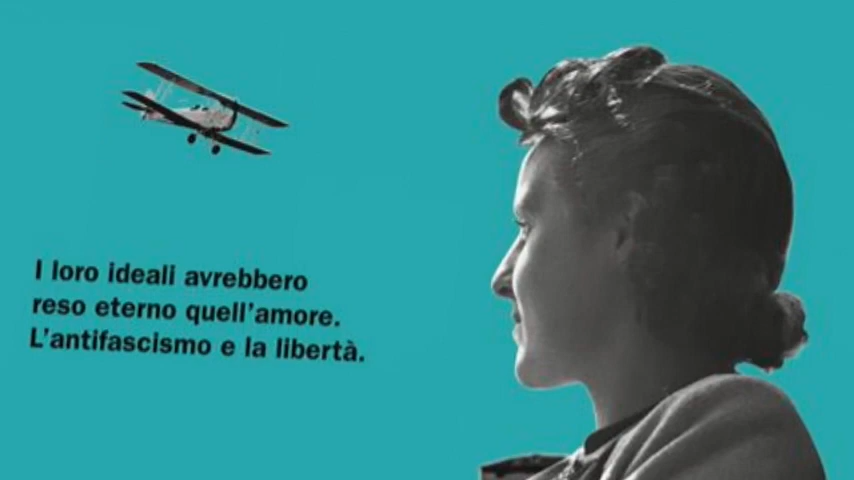 I loro ideali avrebbero
reso eterno quell'amore.
L'antifascismo e la libertà.